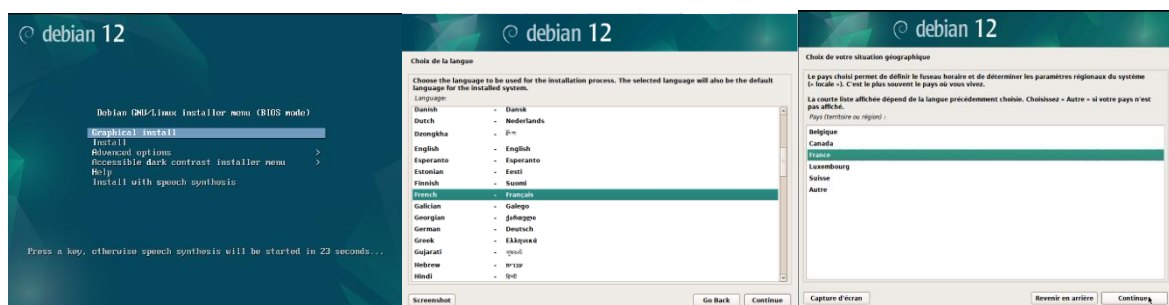 debian 12
Debian GNU/Linux installer menu (BIOS mode)
Graphical install
Install
Advanced options >
Accessible dark contrast installer menu >
Help
Install with speech synthesis
Press a key, otherwise speech synthesis will be started in 23 seconds...
debian 12
Choix de la langue
Choose the language to be used for the installation process. The selected language will also be the default
language for the installed system.
Language:
Danish - Dansk
Dutch - Nederlands
Dzongkha -
English - English
Esperanto - Esperanto
Estonian - Eesti
Finnish - Suomi
French - Français
Galician - Galego
Georgian - ქართული
German - Deutsch
Greek - Ελληνικά
Gujarati -
Hebrew - עברית
Hindi - हिन्दी
Screenshot Go Back Continue
debian 12
Choix de votre situation géographique
Le pays choisi permet de définir le fuseau horaire et de déterminer les paramètres régionaux du système
(« locale »). C'est le plus souvent le pays où vous vivez.
La courte liste affichée dépend de la langue précédemment choisie. Choisissez « Autre » si votre pays n'est
pas affiché.
Pays (territoire ou région) :
Belgique
Canada
France
Luxembourg
Suisse
Autre
Capture d'écran Revenir en arrière Continuer